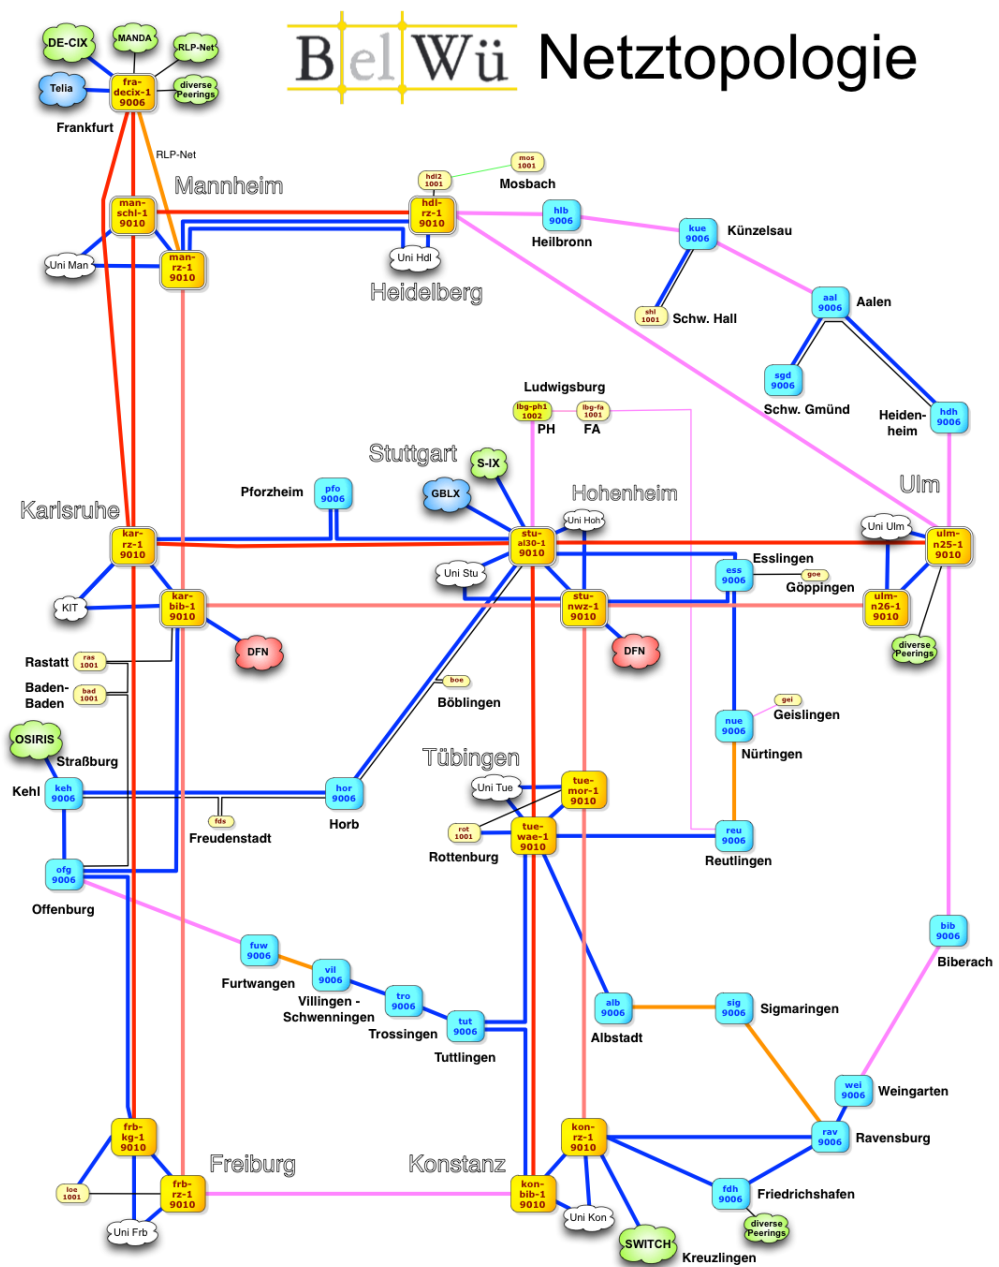 BelWü Netztopologie
DE-CIX
MANDA
RLP-Net
Telia
fra-
decix-1
9006
diverse
Peerings
Frankfurt
RLP-Net
Mannheim
mos
1001
hdl2
1001
Mosbach
man-
schl-1
9010
hdl-
rz-1
9010
hlb
9006
Heilbronn
kue
9006
Künzelsau
Uni Man
man-
rz-1
9010
Uni Hdl
Heidelberg
aal
9006
Aalen
shl
1001
Schw. Hall
sgd
9006
Schw. Gmünd
Heiden-
heim
hdh
9006
Ludwigsburg
lbg-ph1
1002
lbg-fa
1001
PH
FA
Stuttgart
S-IX
GBLX
Pforzheim
pfo
9006
Hohenheim
Ulm
Karlsruhe
Uni Hoh
Uni Ulm
kar-
rz-1
9010
stu-
al30-1
9010
ulm-
n25-1
9010
Uni Stu
Esslingen
ess
9006
goe
Göppingen
KIT
kar-
bib-1
9010
stu-
nwz-1
9010
ulm-
n26-1
9010
DFN
DFN
diverse
Peerings
Rastatt
ras
1001
Baden-
Baden
bad
1001
boe
Böblingen
gei
Geislingen
OSIRIS
Straßburg
nue
9006
Nürtingen
Tübingen
Kehl
keh
9006
hor
9006
Horb
Uni Tue
tue-
mor-1
9010
fds
Freudenstadt
rot
1001
Rottenburg
tue-
wae-1
9010
reu
9006
Reutlingen
ofg
9006
Offenburg
fuw
9006
Furtwangen
bib
9006
Biberach
vil
9006
Villingen -
Schwenningen
tro
9006
Trossingen
tut
9006
Tuttlingen
alb
9006
Albstadt
sig
9006
Sigmaringen
wei
9006
Weingarten
frb-
kg-1
9010
kon-
rz-1
9010
rav
9006
Ravensburg
Freiburg
Konstanz
loe
1001
frb-
rz-1
9010
kon-
bib-1
9010
fdh
9006
Friedrichshafen
Uni Frb
Uni Kon
diverse
Peerings
SWITCH
Kreuzlingen